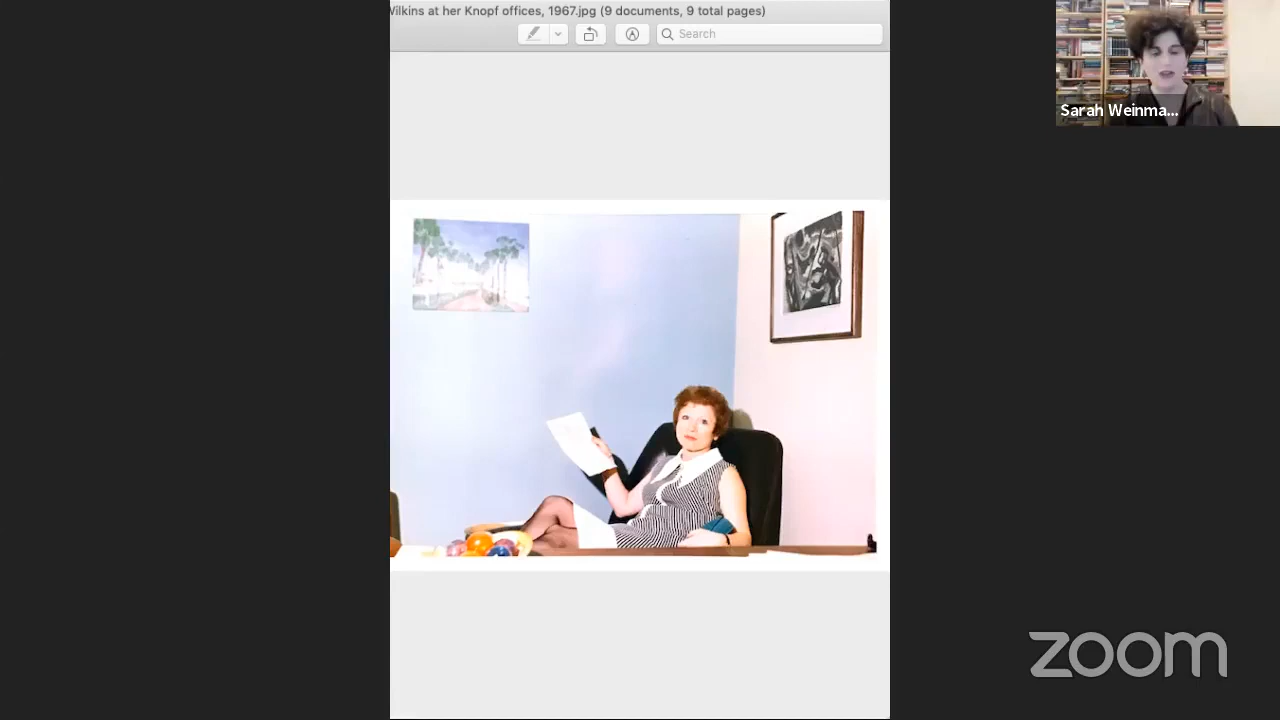 Wilkins at her Knopf offices, 1967.jpg (9 documents, 9 total pages)
Search
Sarah Weinma...
zoom